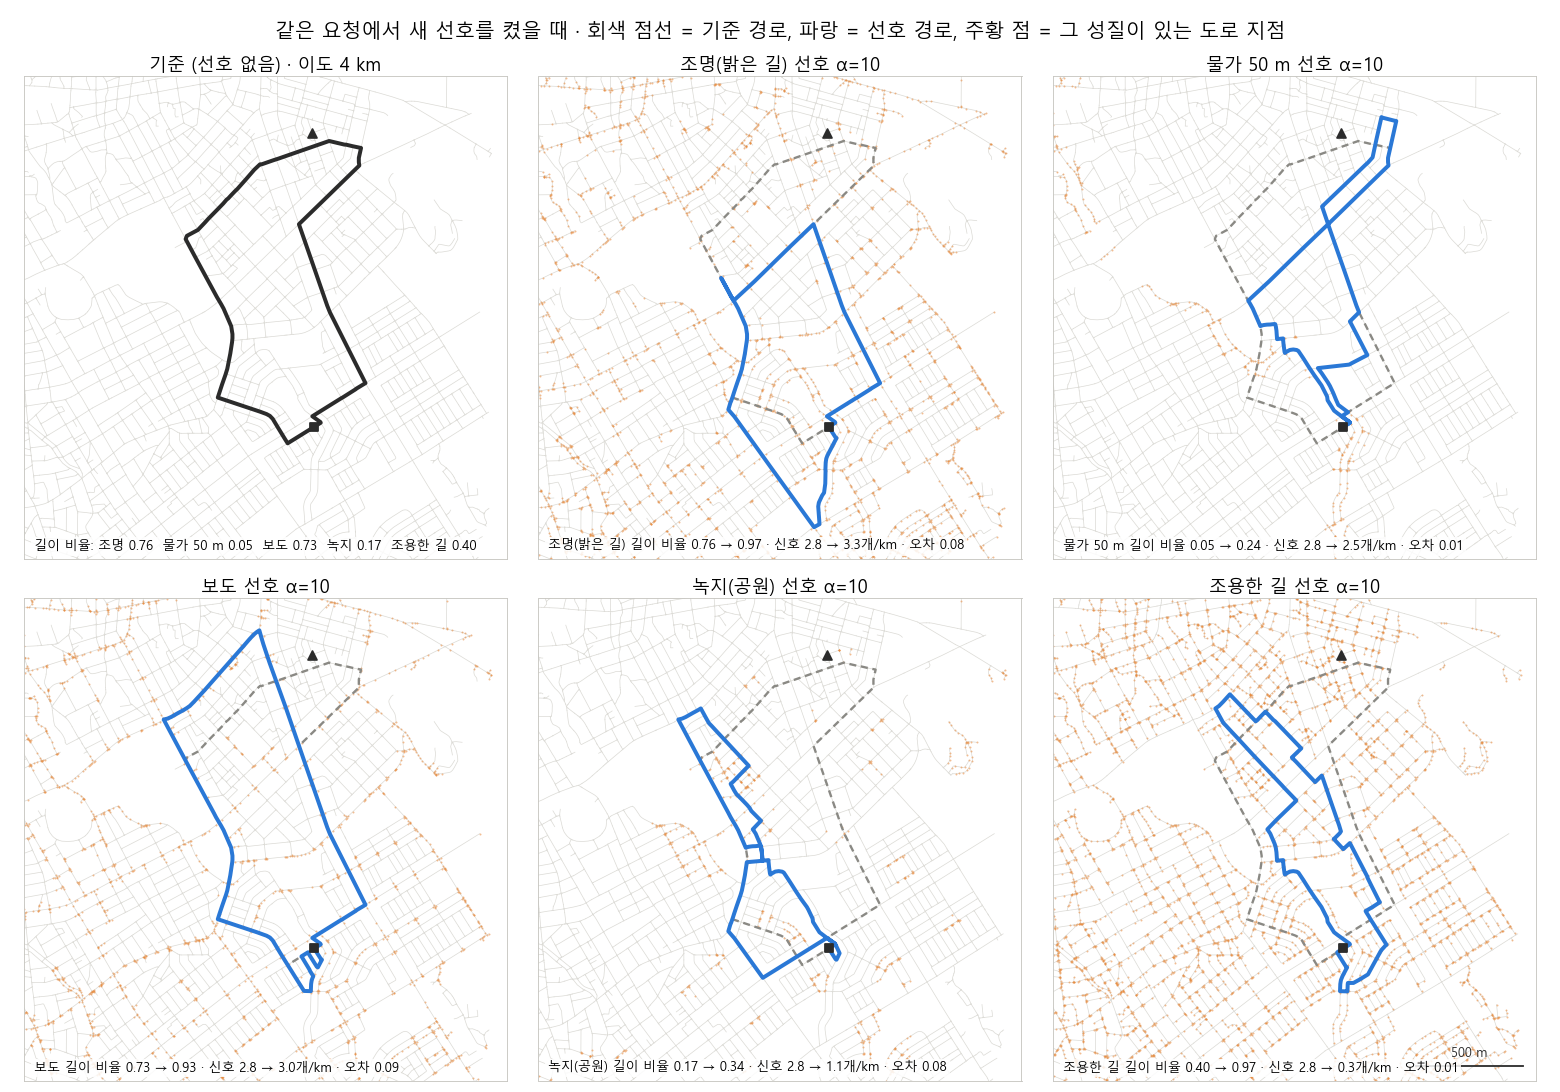 같은 요청에서 새 선호를 켰을 때 · 회색 점선 = 기준 경로, 파랑 = 선호 경로, 주황 점 = 그 성질이 있는 도로 지점
기준 (선호 없음) · 이도 4 km
조명(밝은 길) 선호 α=10
물가 50 m 선호 α=10
길이 비율: 조명 0.76 물가 50 m 0.05 보도 0.73 녹지 0.17 조용한 길 0.40
조명(밝은 길) 길이 비율 0.76 → 0.97 · 신호 2.8 → 3.3개/km · 오차 0.08
물가 50 m 길이 비율 0.05 → 0.24 · 신호 2.8 → 2.5개/km · 오차 0.01
보도 선호 α=10
녹지(공원) 선호 α=10
조용한 길 선호 α=10
보도 길이 비율 0.73 → 0.93 · 신호 2.8 → 3.0개/km · 오차 0.09
녹지(공원) 길이 비율 0.17 → 0.34 · 신호 2.8 → 1.1개/km · 오차 0.08
500 m
조용한 길 길이 비율 0.40 → 0.97 · 신호 2.8 → 0.3개/km · 오차 0.01